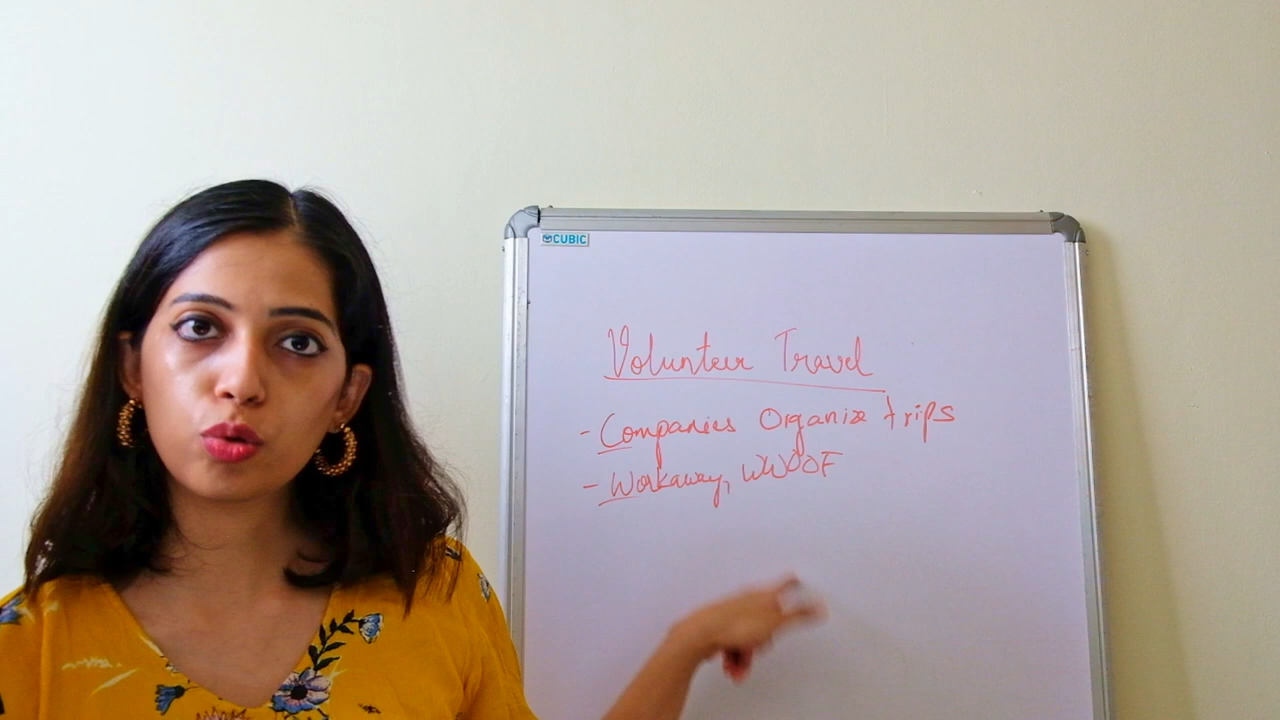 CUBIC
Volunteer Travel
- Companies Organize trips
- Workaway, WWOOF